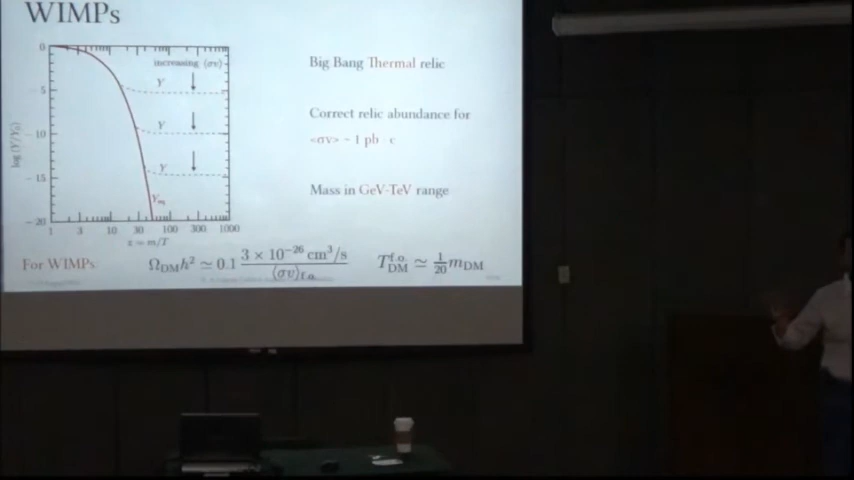 WIMPs
increasing ⟨σv⟩
Y
Y
Y
Y_eq
log (Y/Y₀)
0
-5
-10
-15
-20
1 3 10 30 100 300 1000
z = m/T
Big Bang Thermal relic
Correct relic abundance for
<σv> ~ 1 pb · c
Mass in GeV-TeV range
For WIMPs
Ω_DM h² ≃ 0.1 (3 × 10⁻²⁶ cm³/s)/⟨σv⟩_f.o.
T_DM^f.o. ≃ 1/20 m_DM